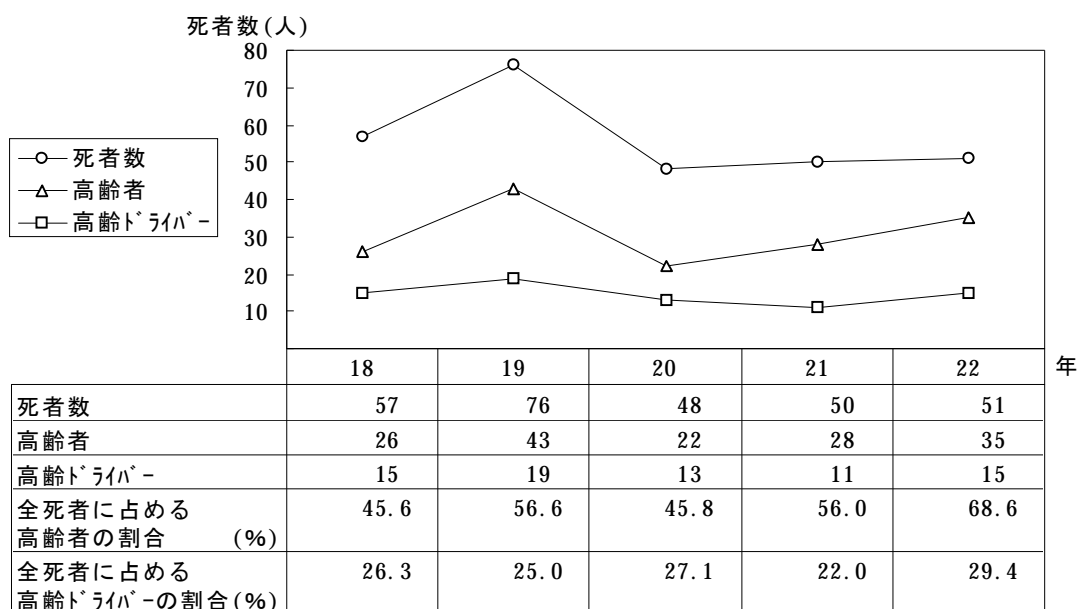 死者数(人)
80
70
60
50
40
30
20
10
死者数
高齢者
高齢ﾄﾞﾗｲﾊﾞｰ
18 19 20 21 22 年
死者数 57 76 48 50 51
高齢者 26 43 22 28 35
高齢ﾄﾞﾗｲﾊﾞｰ 15 19 13 11 15
全死者に占める 45.6 56.6 45.8 56.0 68.6
高齢者の割合 (%)
全死者に占める 26.3 25.0 27.1 22.0 29.4
高齢ﾄﾞﾗｲﾊﾞｰの割合(%)